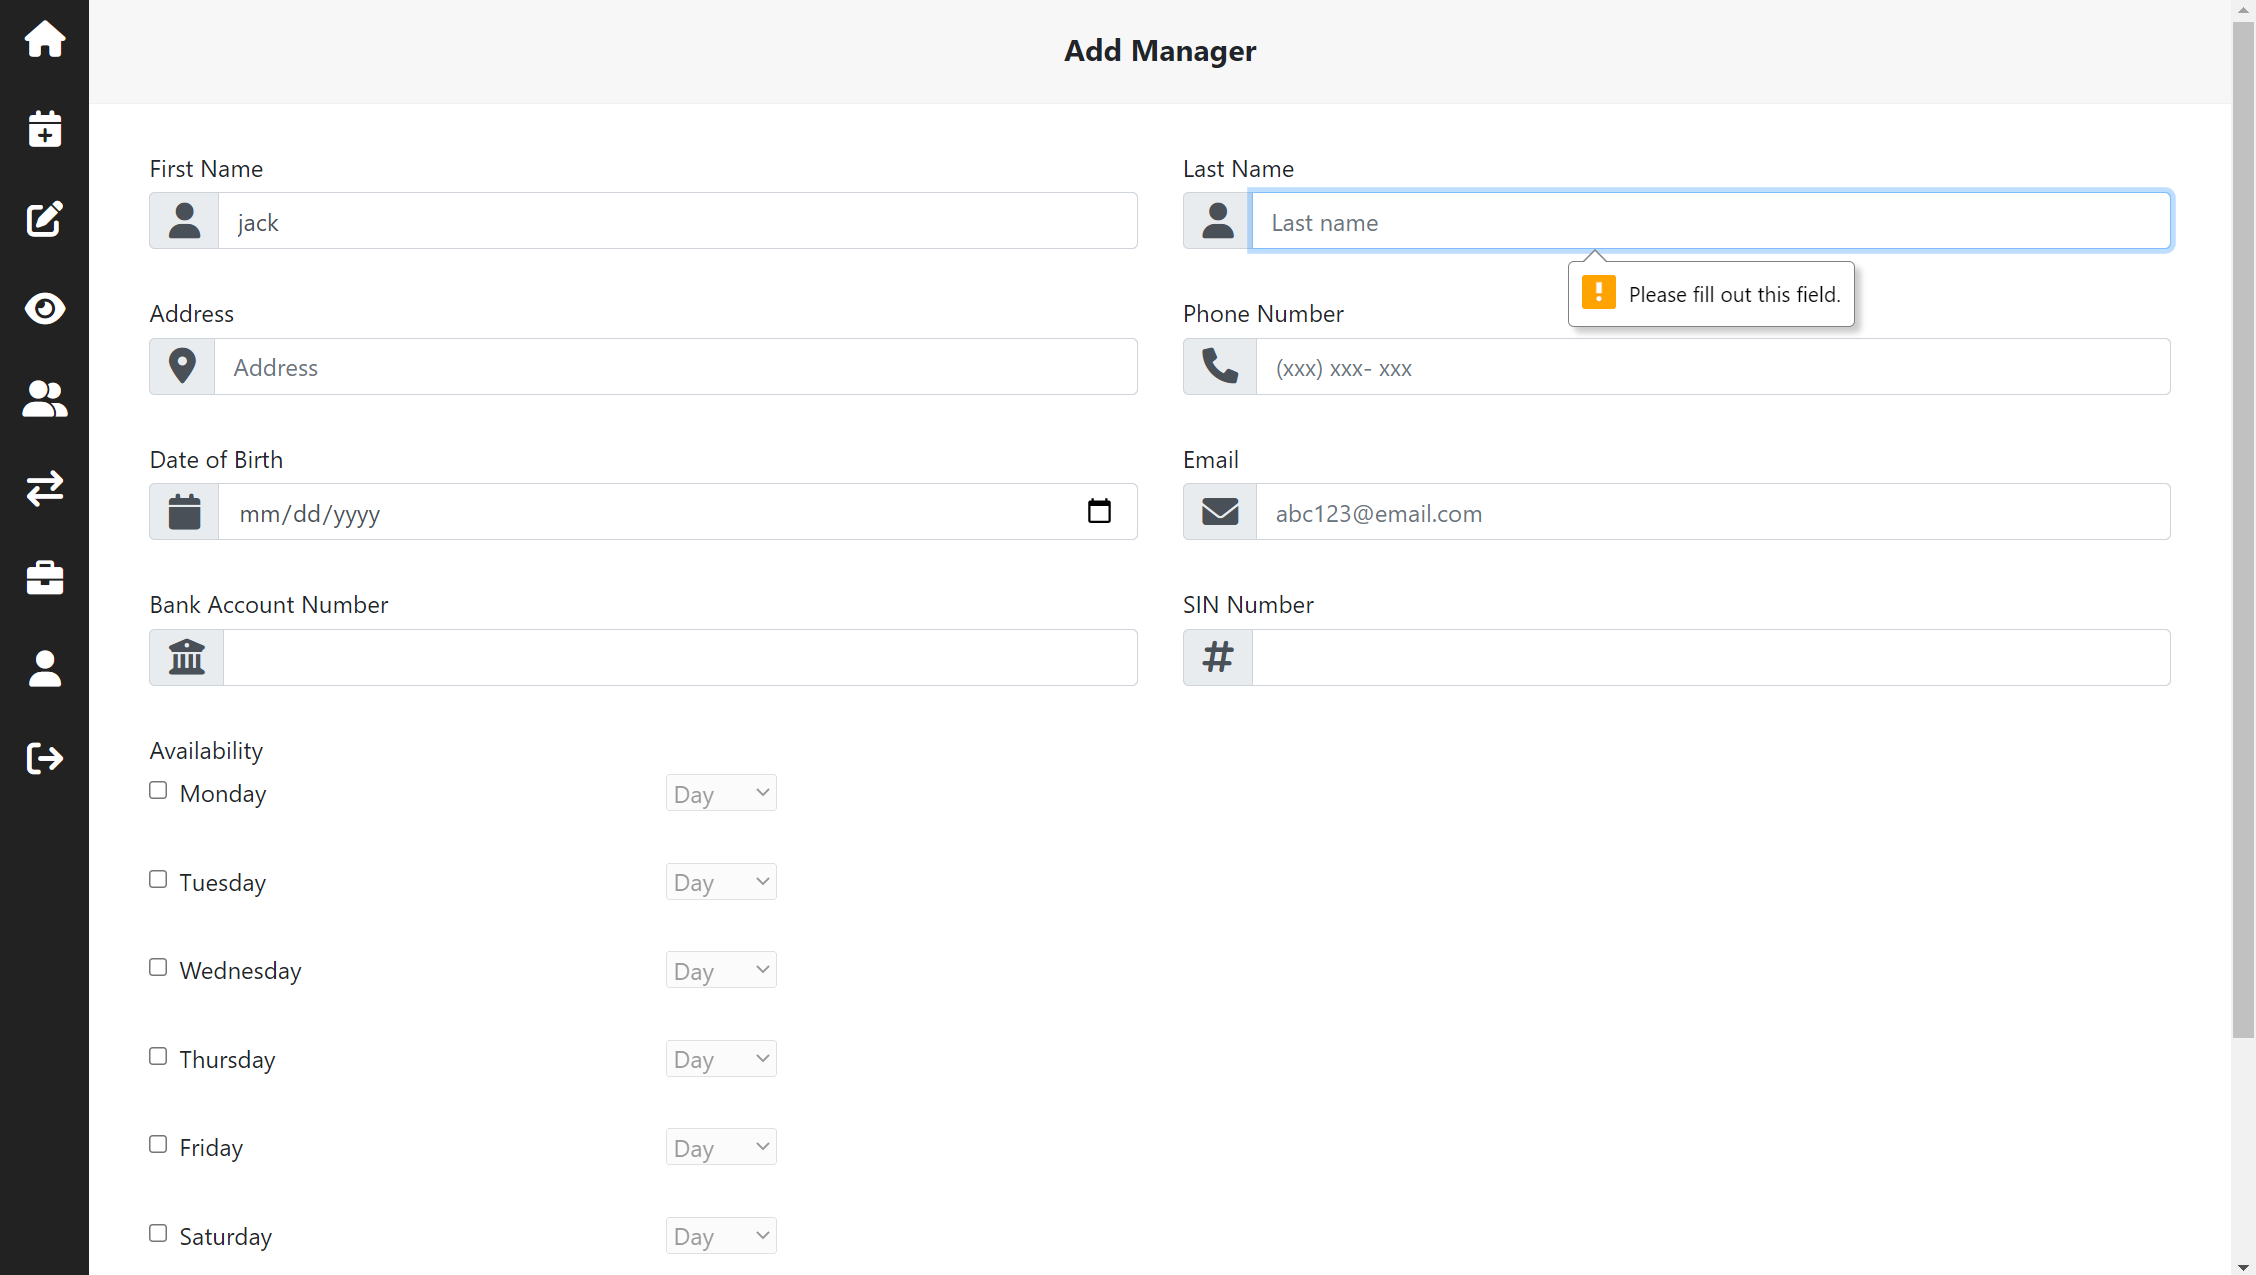 Add Manager
First Name
Last Name
jack
Last name
Please fill out this field.
Address
Phone Number
Address
(xxx) xxx- xxx
Date of Birth
Email
mm/dd/yyyy
abc123@email.com
Bank Account Number
SIN Number
Availability
Monday
Day
Tuesday
Day
Wednesday
Day
Thursday
Day
Friday
Day
Saturday
Day